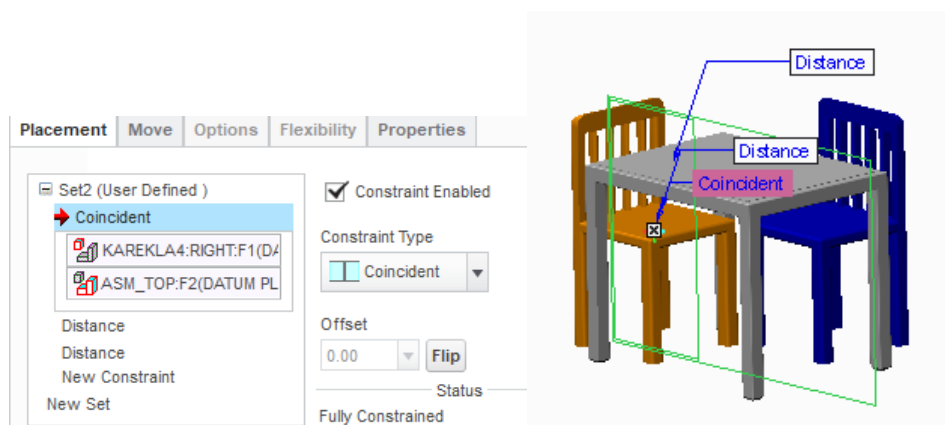 Placement Move Options Flexibility Properties
Set2 (User Defined )
Coincident
KAREKLA4:RIGHT:F1(DA
ASM_TOP:F2(DATUM PL
Distance
Distance
New Constraint
New Set
Constraint Enabled
Constraint Type
Coincident
Offset
0.00 Flip
Status
Fully Constrained
Distance
Distance
Coincident